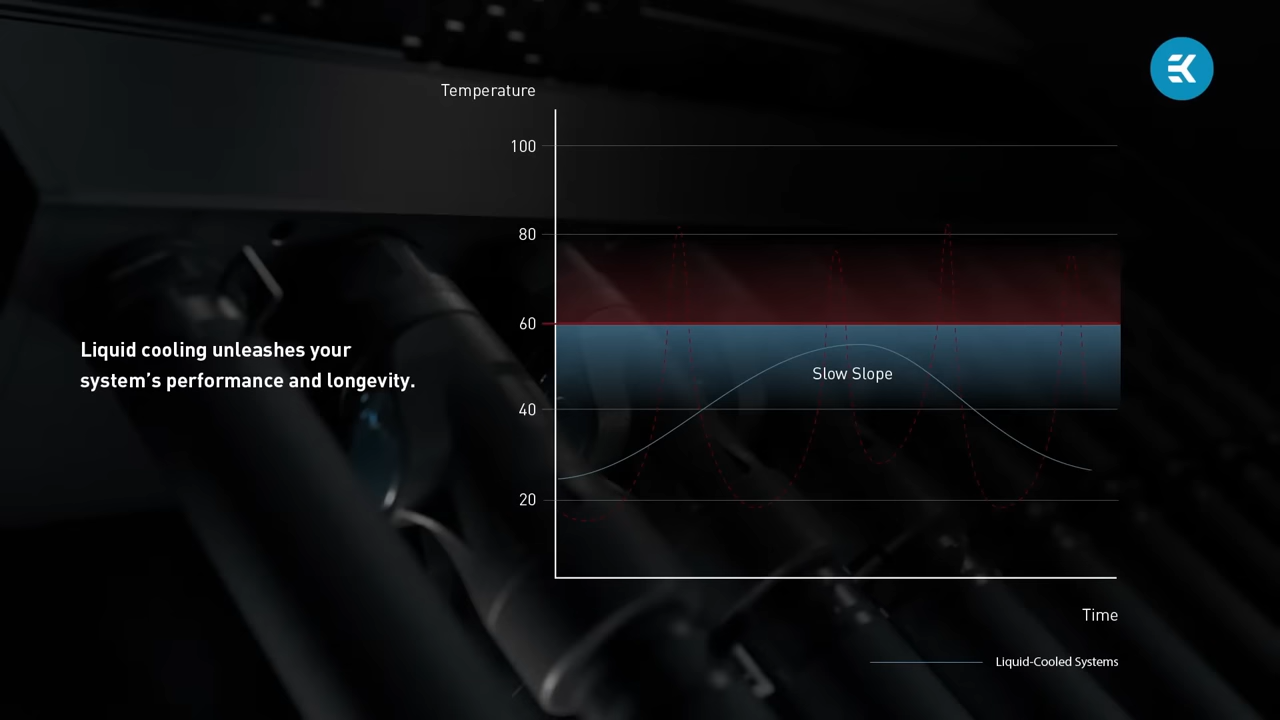 Temperature
100
80
60
Liquid cooling unleashes your
system's performance and longevity.
Slow Slope
40
20
Time
Liquid-Cooled Systems
EK